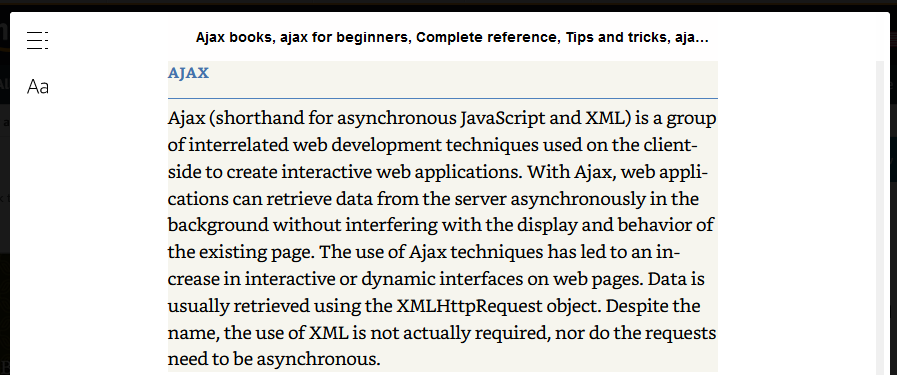 Ajax books, ajax for beginners, Complete reference, Tips and tricks, aja...
Aa
AJAX
Ajax (shorthand for asynchronous JavaScript and XML) is a group
of interrelated web development techniques used on the client-
side to create interactive web applications. With Ajax, web appli-
cations can retrieve data from the server asynchronously in the
background without interfering with the display and behavior of
the existing page. The use of Ajax techniques has led to an in-
crease in interactive or dynamic interfaces on web pages. Data is
usually retrieved using the XMLHttpRequest object. Despite the
name, the use of XML is not actually required, nor do the requests
need to be asynchronous.